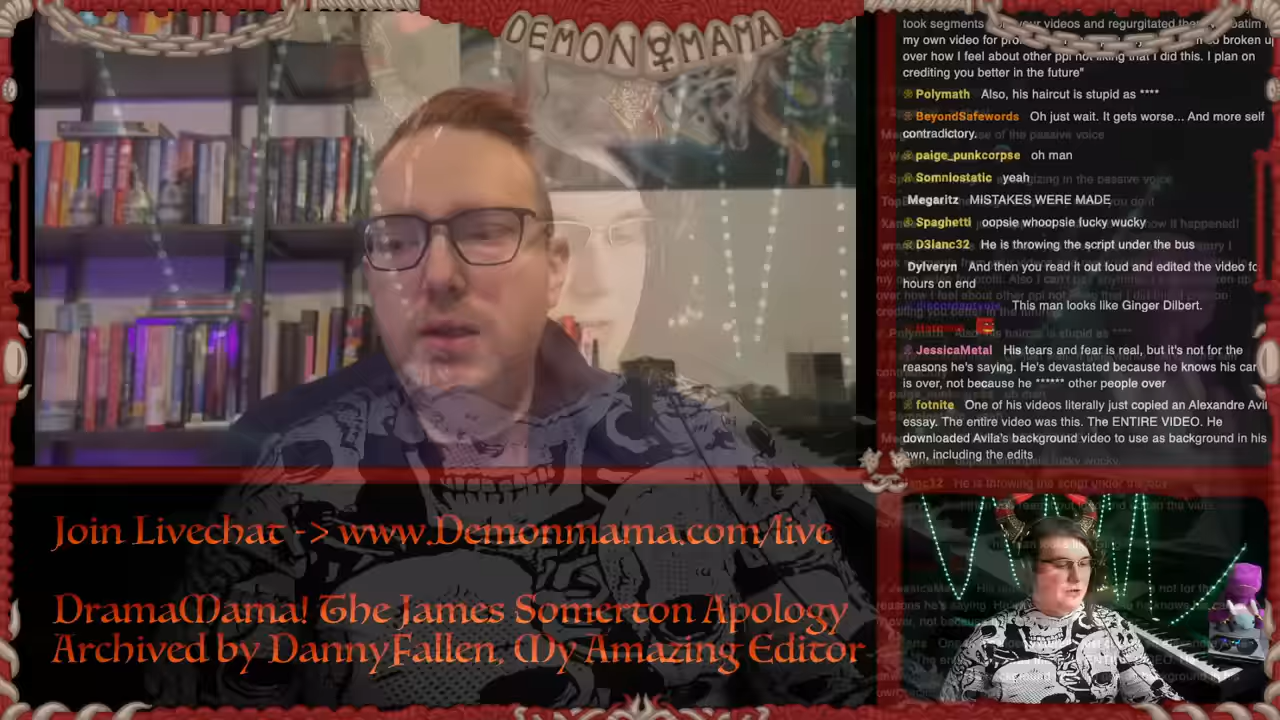 DEMON MAMA
took segments your videos and regurgitated
my own video for broken up
over how I feel about other ppl not liking that I did this. I plan on
crediting you better in the future"
Polymath Also, his haircut is stupid as ****
BeyondSafewords Oh just wait. It gets worse... And more self
contradictory.
paige_punkcorpse oh man
Somniostatic yeah
Megaritz MISTAKES WERE MADE
Spaghetti oopsie whoopsie fucky wucky
D3lanc32 He is throwing the script under the bus
Dylveryn And then you read it out loud and edited the video fo
hours on end
This man looks like Ginger Dilbert.
JessicaMetal His tears and fear is real, but it's not for the
reasons he's saying. He's devastated because he knows his car
is over, not because he ****** other people over
fotnite One of his videos literally just copied an Alexandre Avil
essay. The entire video was this. The ENTIRE VIDEO. He
downloaded Avila's background video to use as background in his
own, including the edits
Join Livechat -> www.Demonmama.com/live
DramaMama! The James Somerton Apology
Archived by DannyFallen, My Amazing Editor